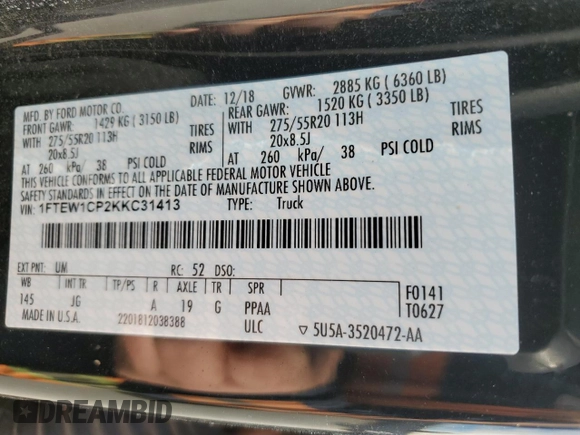 MFD. BY FORD MOTOR CO.
DATE: 12/18 GVWR: 2885 KG ( 6360 LB)
FRONT GAWR: 1429 KG ( 3150 LB)
REAR GAWR: 1520 KG ( 3350 LB)
WITH 275/55R20 113H TIRES
WITH 275/55R20 113H TIRES
20x8.5J RIMS
20x8.5J RIMS
AT 260 kPa/ 38 PSI COLD
AT 260 kPa/ 38 PSI COLD
THIS VEHICLE CONFORMS TO ALL APPLICABLE FEDERAL MOTOR VEHICLE
SAFETY STANDARDS IN EFFECT ON THE DATE OF MANUFACTURE SHOWN ABOVE.
VIN: 1FTEW1CP2KKC31413 TYPE: Truck
EXT PNT: UM RC: 52 DSO:
WB INT TR TP/PS R AXLE TR SPR
145 JG A 19 G PPAA
ULC
F0141
T0627
MADE IN U.S.A. 2201812038388
5U5A-3520472-AA
DREAMBID